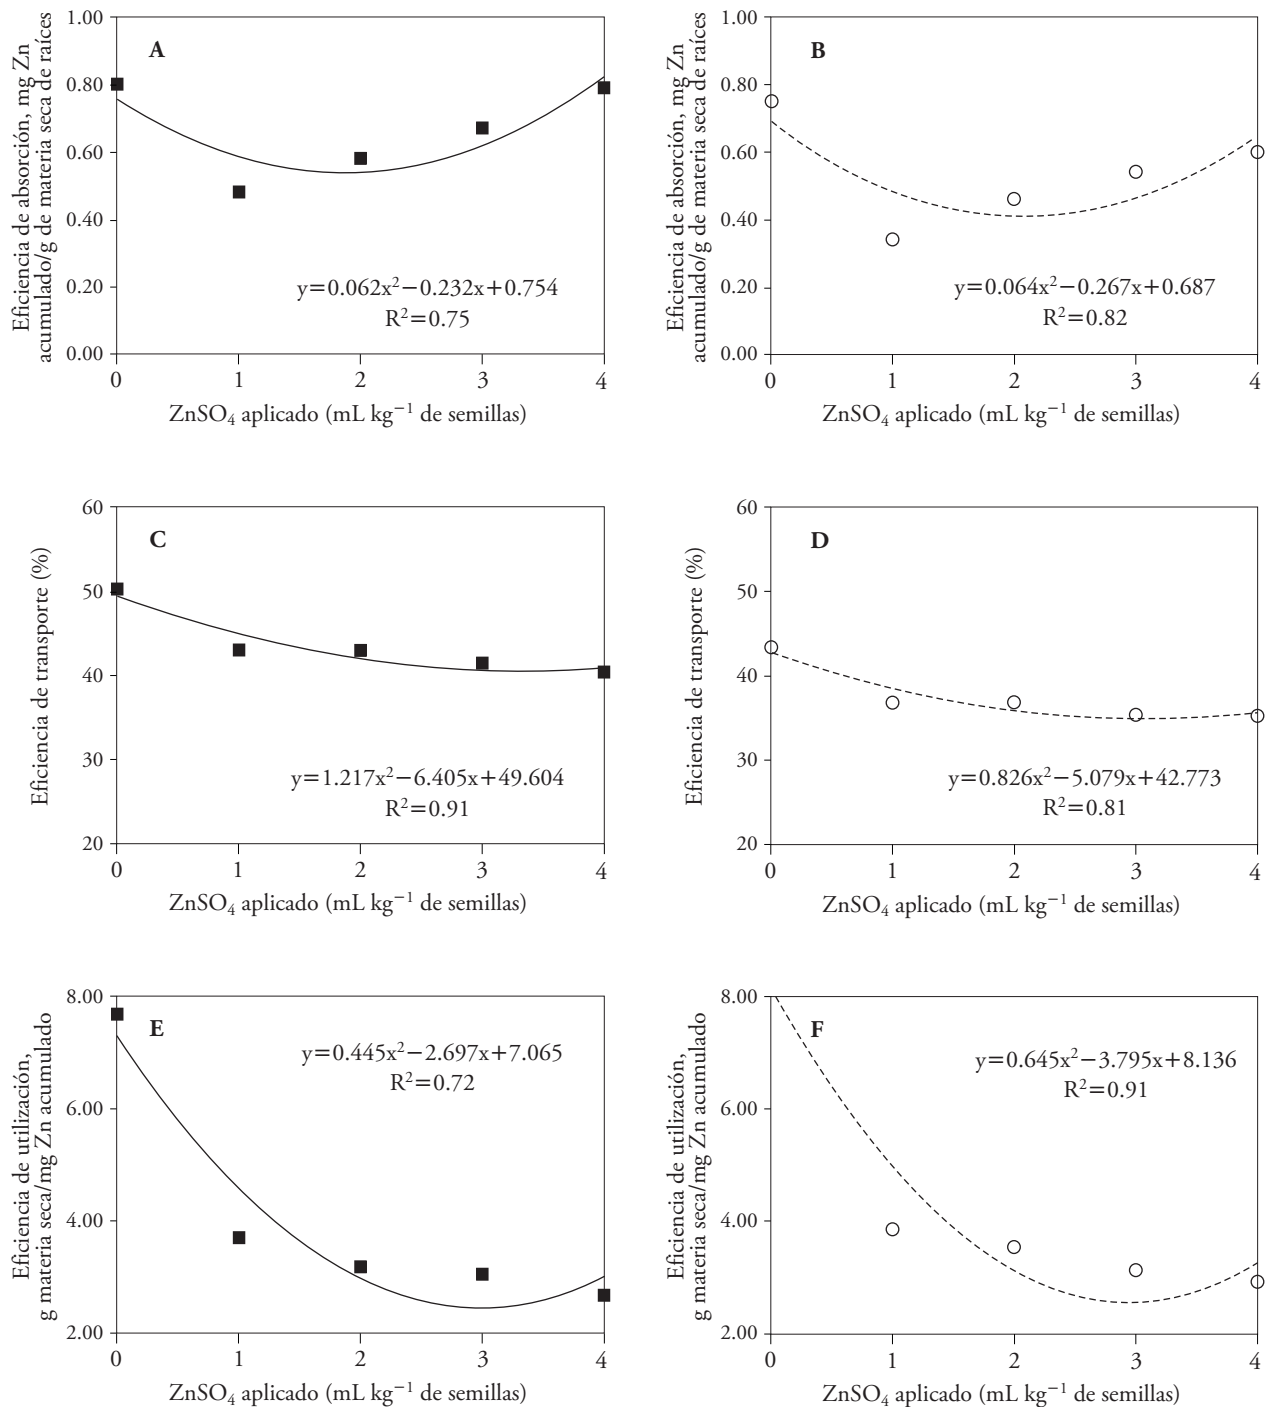 Eficiencia de absorción, mg Zn
acumulado/g de materia seca de raíces
1.00
0.80
0.60
0.40
0.20
0.00
A
y=0.062x²−0.232x+0.754
R²=0.75
0 1 2 3 4
ZnSO₄ aplicado (mL kg⁻¹ de semillas)
Eficiencia de absorción, mg Zn
acumulado/g de materia seca de raíces
1.00
0.80
0.60
0.40
0.20
0.00
B
y=0.064x²−0.267x+0.687
R²=0.82
0 1 2 3 4
ZnSO₄ aplicado (mL kg⁻¹ de semillas)
Eficiencia de transporte (%)
60
50
40
30
20
C
y=1.217x²−6.405x+49.604
R²=0.91
0 1 2 3 4
ZnSO₄ aplicado (mL kg⁻¹ de semillas)
Eficiencia de transporte (%)
60
50
40
30
20
D
y=0.826x²−5.079x+42.773
R²=0.81
0 1 2 3 4
ZnSO₄ aplicado (mL kg⁻¹ de semillas)
Eficiencia de utilización,
g materia seca/mg Zn acumulado
8.00
6.00
4.00
2.00
E
y=0.445x²−2.697x+7.065
R²=0.72
0 1 2 3 4
ZnSO₄ aplicado (mL kg⁻¹ de semillas)
Eficiencia de utilización,
g materia seca/mg Zn acumulado
8.00
6.00
4.00
2.00
F
y=0.645x²−3.795x+8.136
R²=0.91
0 1 2 3 4
ZnSO₄ aplicado (mL kg⁻¹ de semillas)